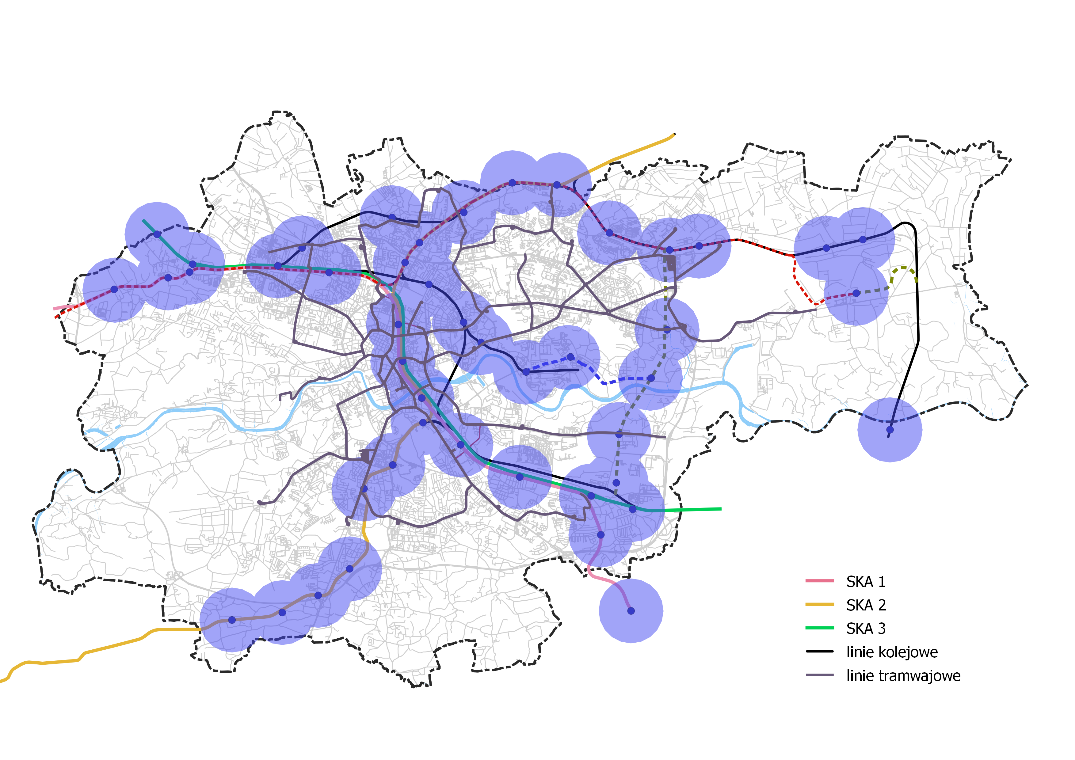 SKA 1
SKA 2
SKA 3
linie kolejowe
linie tramwajowe